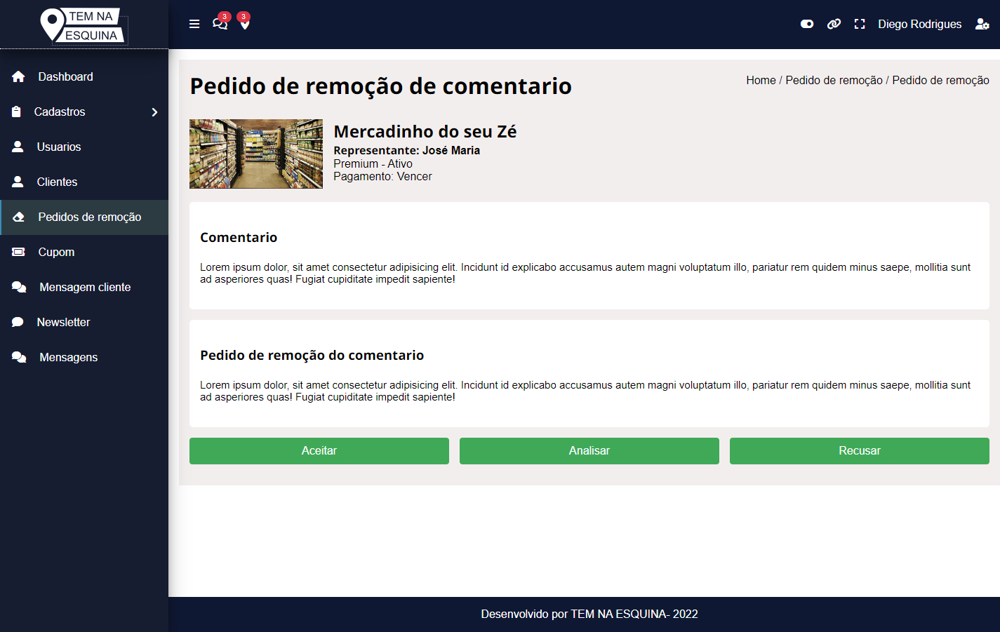 TEM NA
ESQUINA
3
3
Diego Rodrigues
Dashboard
Cadastros
Usuarios
Clientes
Pedidos de remoção
Cupom
Mensagem cliente
Newsletter
Mensagens
Pedido de remoção de comentario
Home / Pedido de remoção / Pedido de remoção
Mercadinho do seu Zé
Representante: José Maria
Premium - Ativo
Pagamento: Vencer
Comentario
Lorem ipsum dolor, sit amet consectetur adipisicing elit. Incidunt id explicabo accusamus autem magni voluptatum illo, pariatur rem quidem minus saepe, mollitia sunt
ad asperiores quas! Fugiat cupiditate impedit sapiente!
Pedido de remoção do comentario
Lorem ipsum dolor, sit amet consectetur adipisicing elit. Incidunt id explicabo accusamus autem magni voluptatum illo, pariatur rem quidem minus saepe, mollitia sunt
ad asperiores quas! Fugiat cupiditate impedit sapiente!
Aceitar
Analisar
Recusar
Desenvolvido por TEM NA ESQUINA- 2022